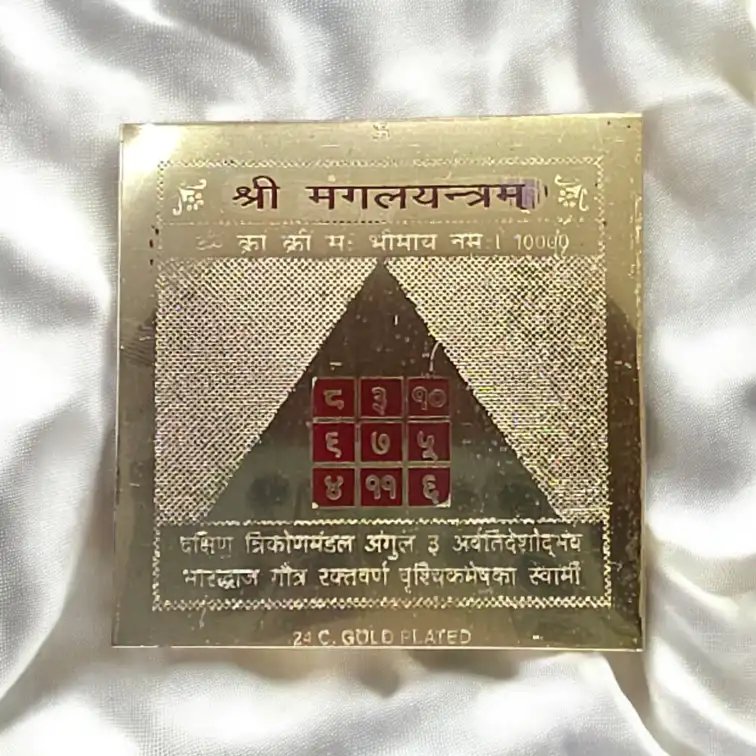 श्री मंगलयन्त्रम्
ॐ क्रा क्री मः भौमाय नमः। 10000
८ ३ १०
९ ७ ५
४ ११ ६
दक्षिण त्रिकोणमंडल अंगुल ३ अवंतिदेशोद्भव
भारद्धाज गौत्र रक्तवर्ण वृश्चिकमेषका स्वामी
24 C. GOLD PLATED